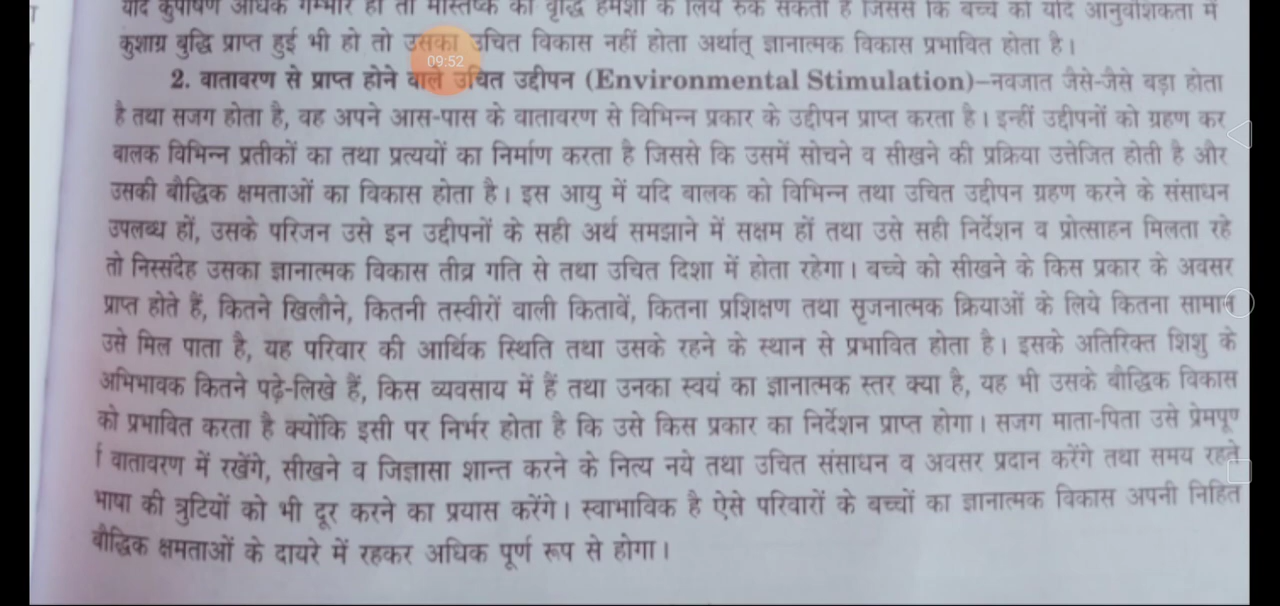 यदि कुपोषण अधिक गम्भीर हो तो मस्तिष्क की वृद्धि हमेशा के लिये रुक सकती है जिससे कि बच्चे को यदि आनुवंशिकता में
कुशाग्र बुद्धि प्राप्त हुई भी हो तो उसका उचित विकास नहीं होता अर्थात् ज्ञानात्मक विकास प्रभावित होता है।
09:52
2. वातावरण से प्राप्त होने वाले उचित उद्दीपन (Environmental Stimulation)–नवजात जैसे-जैसे बड़ा होता
है तथा सजग होता है, वह अपने आस-पास के वातावरण से विभिन्न प्रकार के उद्दीपन प्राप्त करता है। इन्हीं उद्दीपनों को ग्रहण कर
बालक विभिन्न प्रतीकों का तथा प्रत्ययों का निर्माण करता है जिससे कि उसमें सोचने व सीखने की प्रक्रिया उत्तेजित होती है और
उसकी बौद्धिक क्षमताओं का विकास होता है। इस आयु में यदि बालक को विभिन्न तथा उचित उद्दीपन ग्रहण करने के संसाधन
उपलब्ध हों, उसके परिजन उसे इन उद्दीपनों के सही अर्थ समझाने में सक्षम हों तथा उसे सही निर्देशन व प्रोत्साहन मिलता रहे
तो निस्संदेह उसका ज्ञानात्मक विकास तीव्र गति से तथा उचित दिशा में होता रहेगा। बच्चे को सीखने के किस प्रकार के अवसर
प्राप्त होते हैं, कितने खिलौने, कितनी तस्वीरों वाली किताबें, कितना प्रशिक्षण तथा सृजनात्मक क्रियाओं के लिये कितना सामान
उसे मिल पाता है, यह परिवार की आर्थिक स्थिति तथा उसके रहने के स्थान से प्रभावित होता है। इसके अतिरिक्त शिशु के
अभिभावक कितने पढ़े-लिखे हैं, किस व्यवसाय में हैं तथा उनका स्वयं का ज्ञानात्मक स्तर क्या है, यह भी उसके बौद्धिक विकास
को प्रभावित करता है क्योंकि इसी पर निर्भर होता है कि उसे किस प्रकार का निर्देशन प्राप्त होगा। सजग माता-पिता उसे प्रेमपूण
र् वातावरण में रखेंगे, सीखने व जिज्ञासा शान्त करने के नित्य नये तथा उचित संसाधन व अवसर प्रदान करेंगे तथा समय रहते
भाषा की त्रुटियों को भी दूर करने का प्रयास करेंगे। स्वाभाविक है ऐसे परिवारों के बच्चों का ज्ञानात्मक विकास अपनी निहित
बौद्धिक क्षमताओं के दायरे में रहकर अधिक पूर्ण रूप से होगा।